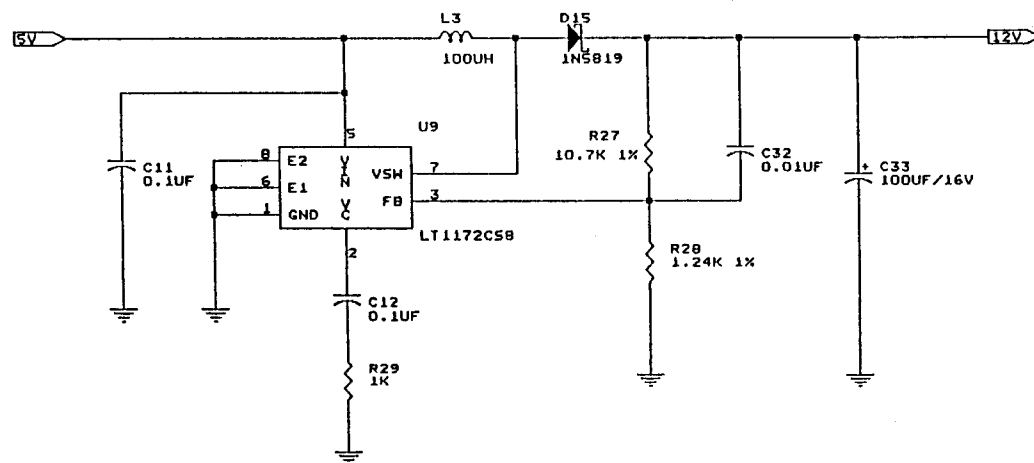 5V
L3
100UH
D15
1N5819
12V
C11
0.1UF
5
U9
8
E2
VIN
VSW
7
6
E1
FB
3
1
GND
VC
LT1172CS8
2
R27
10.7K 1%
C32
0.01UF
+
C33
100UF/16V
R28
1.24K 1%
C12
0.1UF
R29
1K